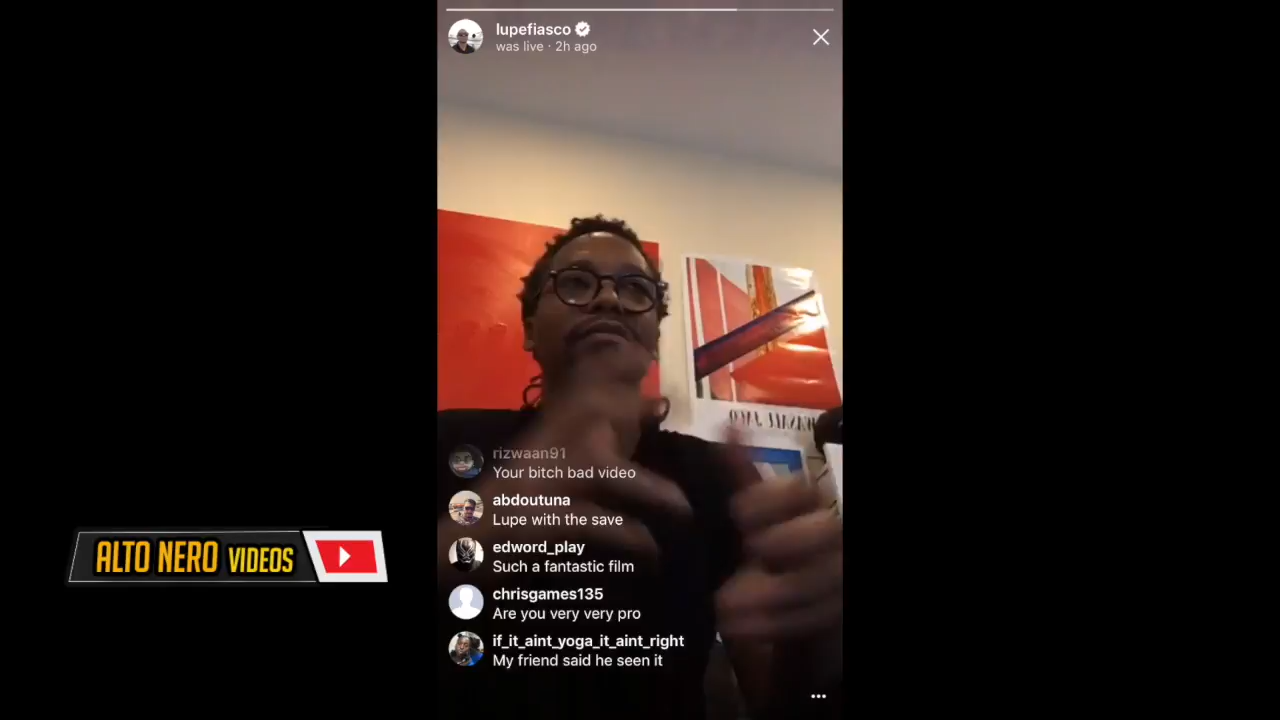 lupefiasco
was live · 2h ago
rizwaan91
Your bitch bad video
abdoutuna
Lupe with the save
edword_play
Such a fantastic film
chrisgames135
Are you very very pro
if_it_aint_yoga_it_aint_right
My friend said he seen it
ALTO NERO VIDEOS